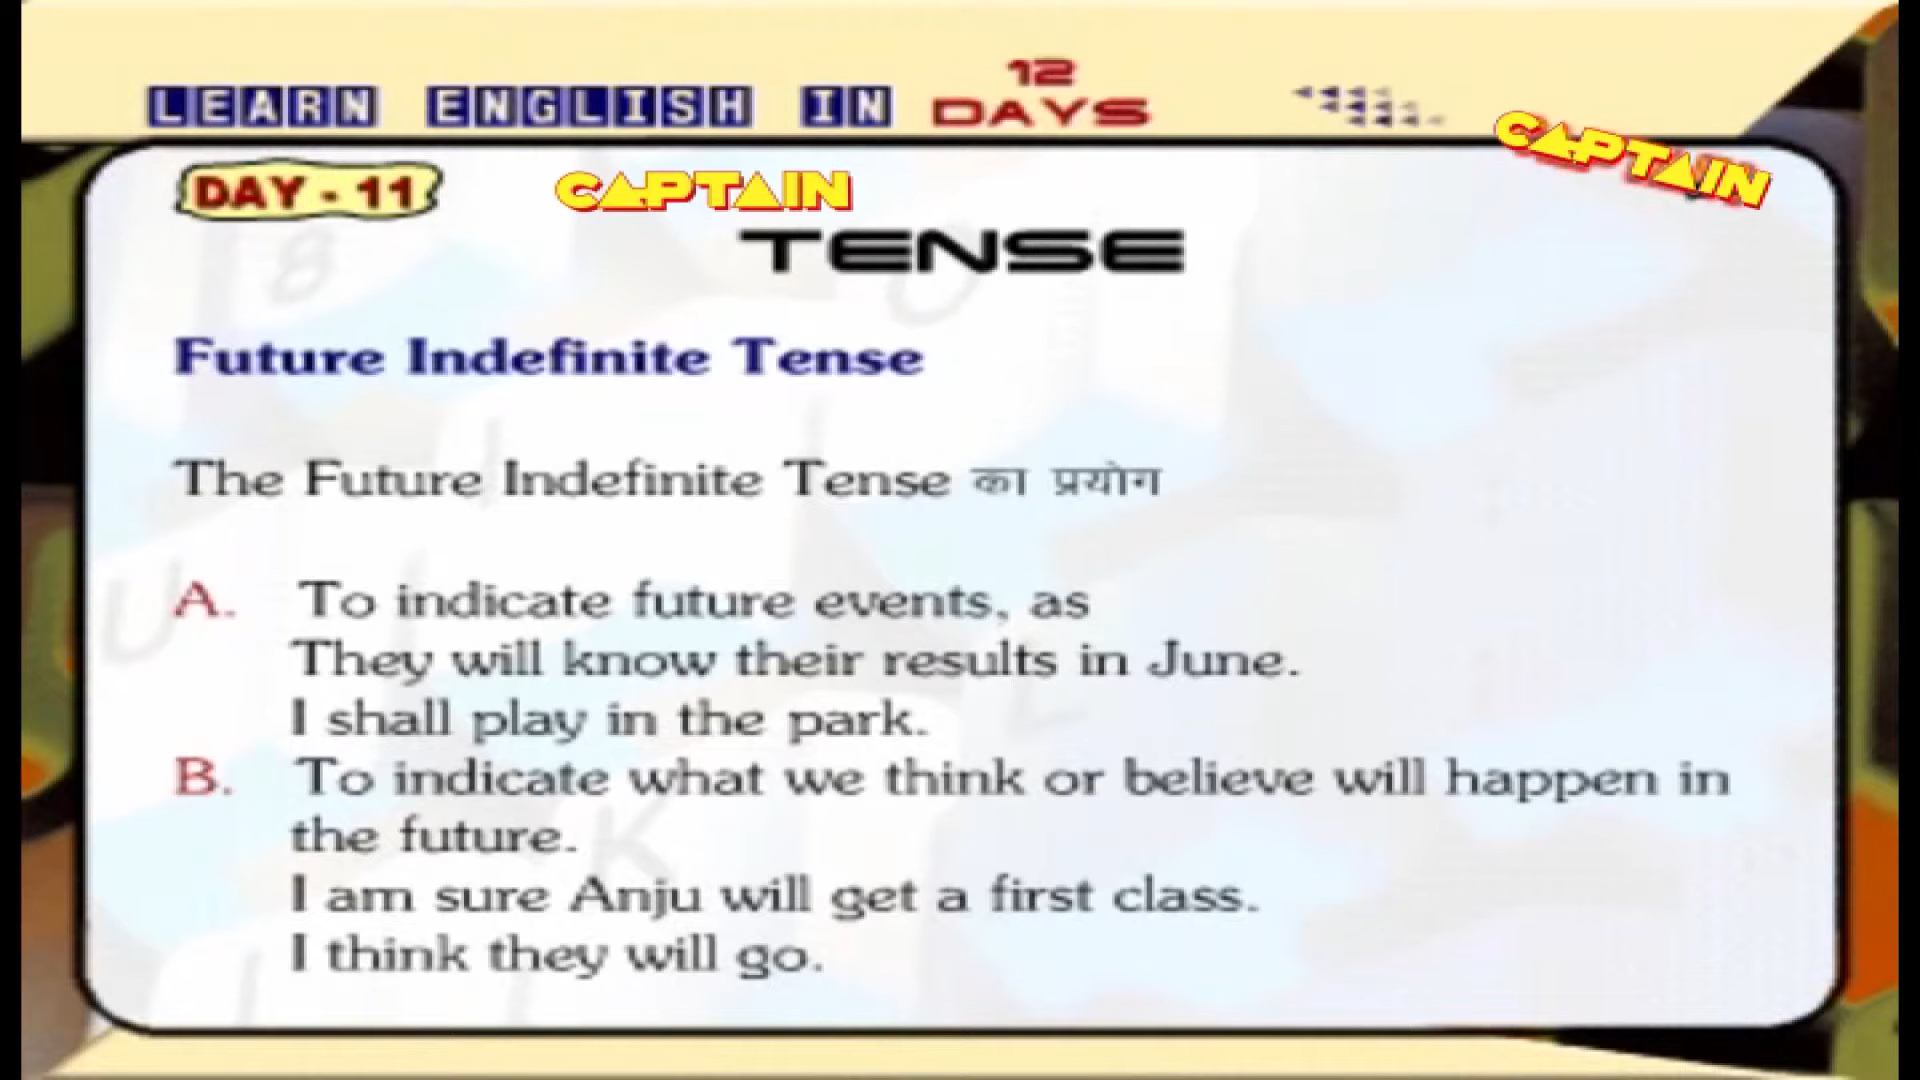 LEARN ENGLISH IN 12 DAYS
CAPTAIN
DAY - 11
CAPTAIN
TENSE
Future Indefinite Tense
The Future Indefinite Tense का प्रयोग
A. To indicate future events, as
They will know their results in June.
I shall play in the park.
B. To indicate what we think or believe will happen in
the future.
I am sure Anju will get a first class.
I think they will go.